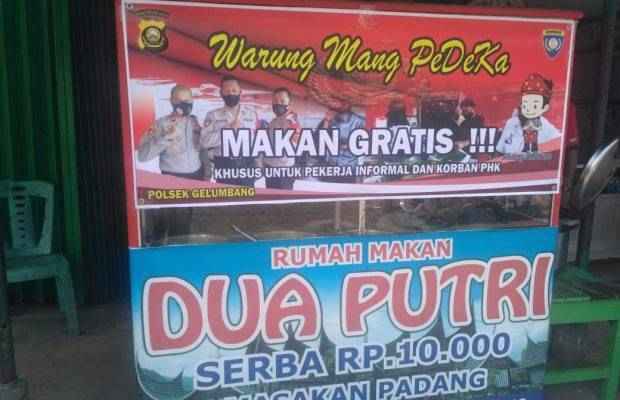 Warung Mang PeDeKa
MAKAN GRATIS !!!
KHUSUS UNTUK PEKERJA INFORMAL DAN KORBAN PHK
POLSEK GELUMBANG
RUMAH MAKAN
DUA PUTRI
SERBA RP.10.000
MASAKAN PADANG